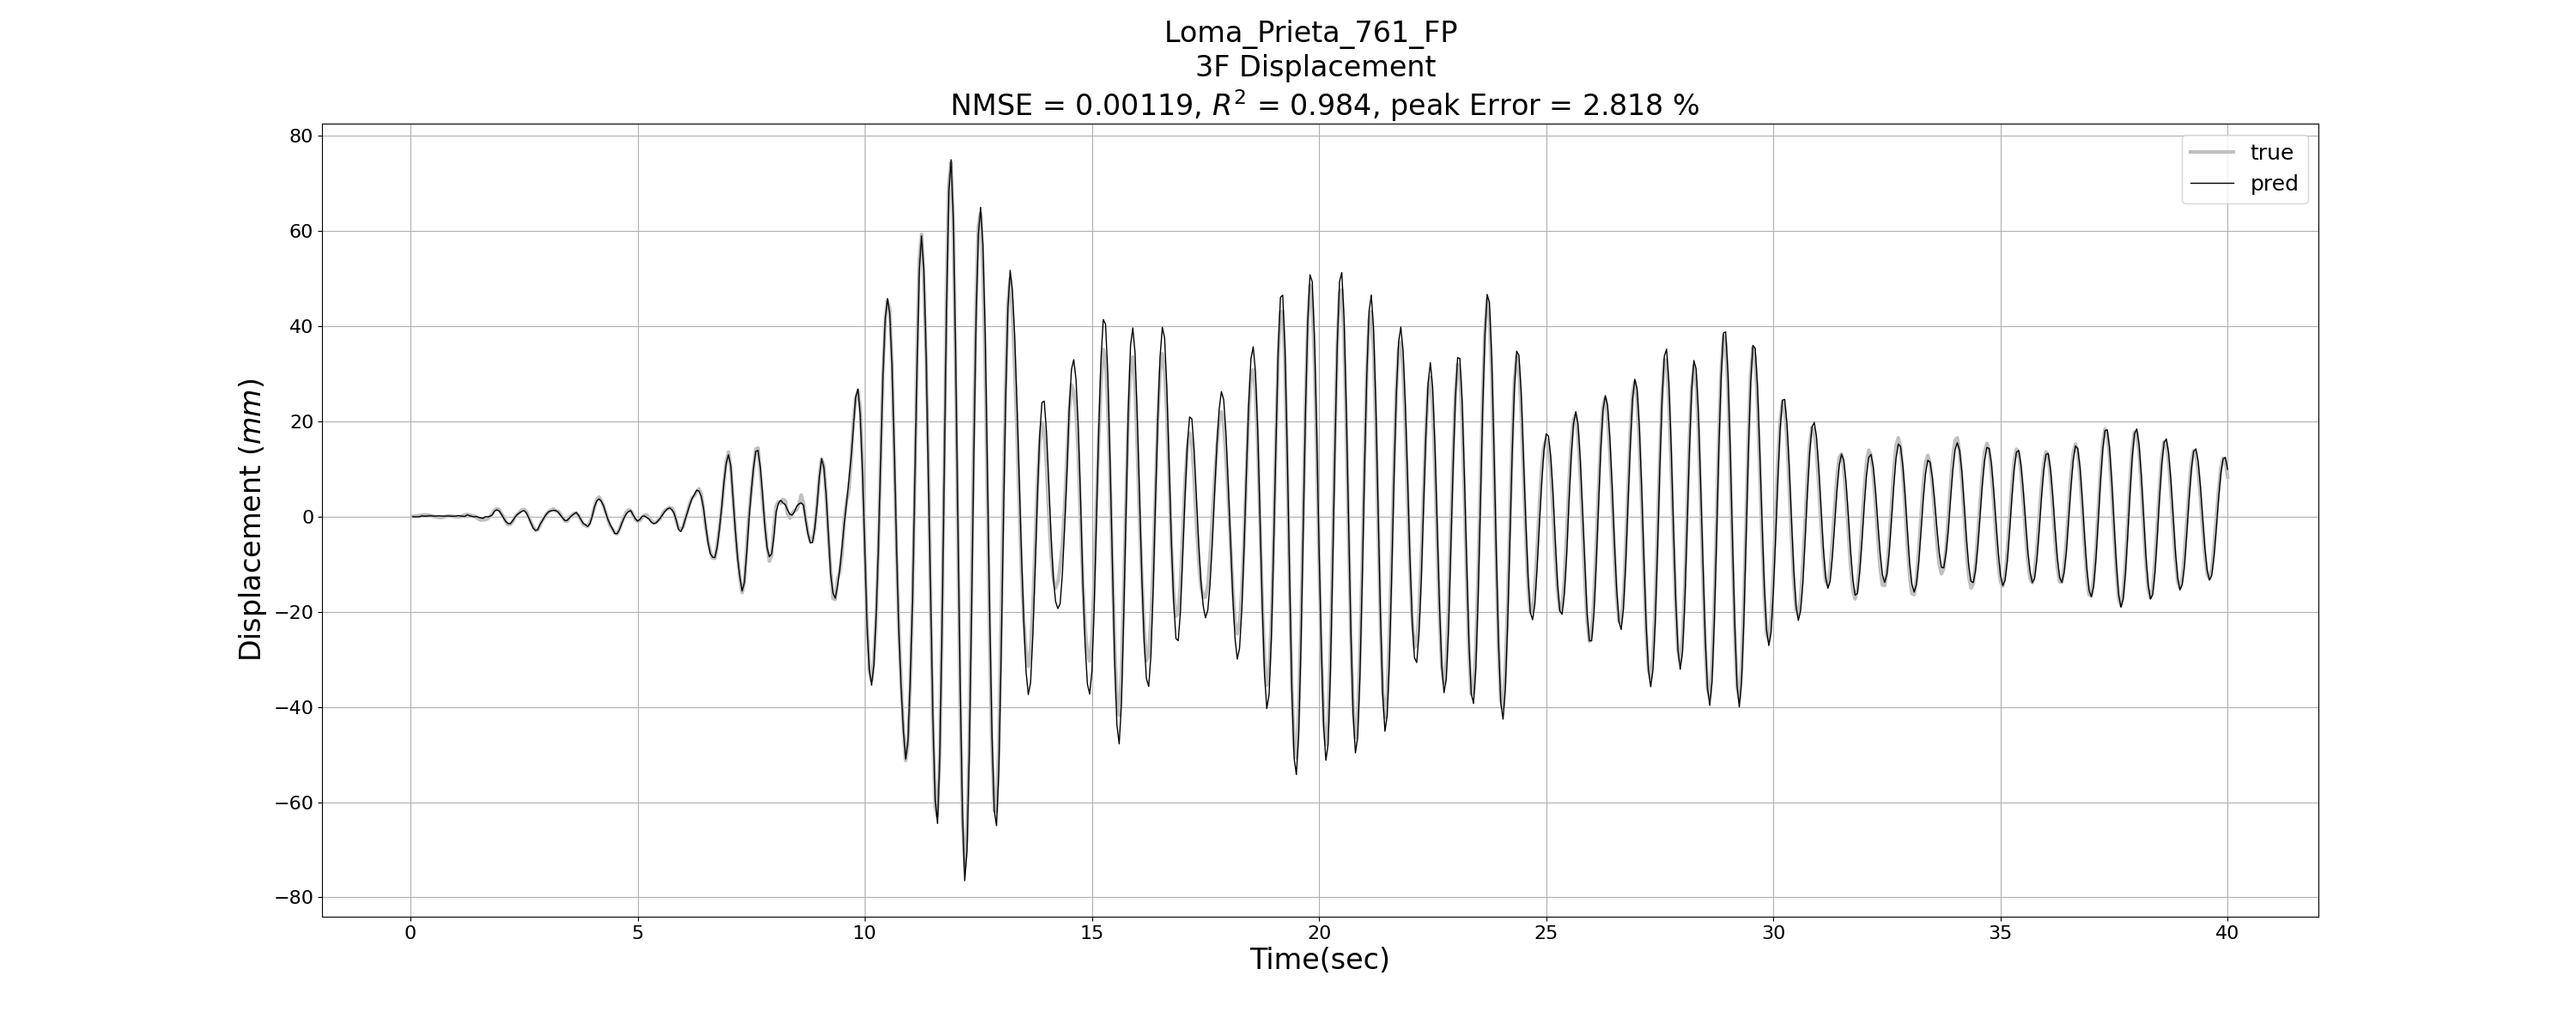 Loma_Prieta_761_FP
3F Displacement
NMSE = 0.00119, R² = 0.984, peak Error = 2.818 %
true
pred
Displacement (mm)
80
60
40
20
0
−20
−40
−60
−80
0 5 10 15 20 25 30 35 40
Time(sec)